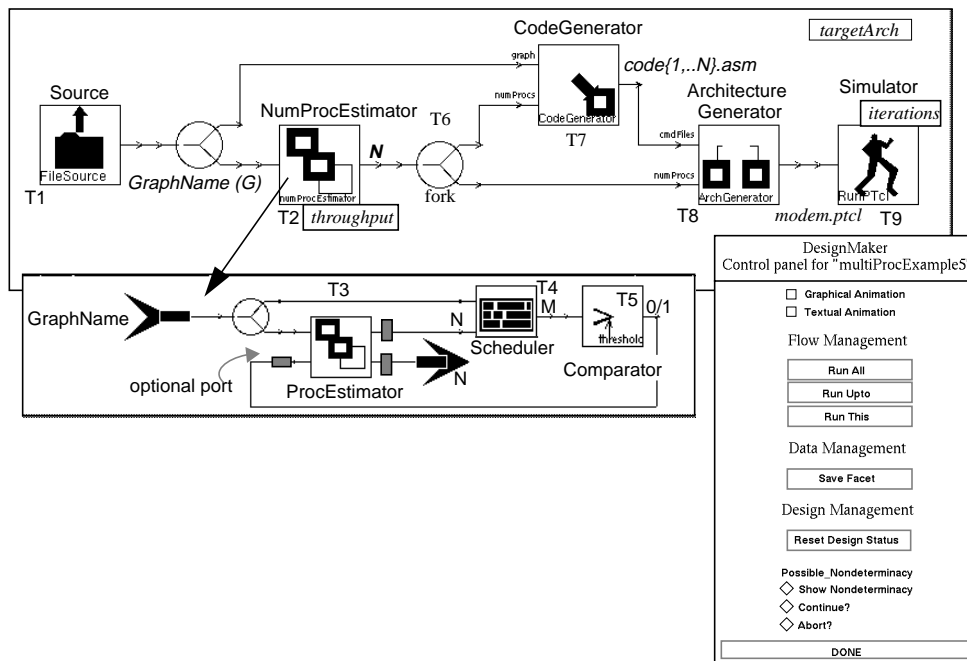 CodeGenerator
targetArch
graph
code{1,..N}.asm
Source
Architecture
Generator
Simulator
NumProcEstimator
numProcs
T6
iterations
CodeGenerator
T7
cmdFiles
N
FileSource
GraphName (G)
numProcs
T1
numProcEstimator
fork
ArchGenerator
RunPTcl
T2
throughput
T8
modem.ptcl
T9
T3
T4
GraphName
N
M
T5
0/1
threshold
Scheduler
optional port
ProcEstimator
N
Comparator
DesignMaker
Control panel for "multiProcExample5"
Graphical Animation
Textual Animation
Flow Management
Run All
Run Upto
Run This
Data Management
Save Facet
Design Management
Reset Design Status
Possible_Nondeterminacy
Show Nondeterminacy
Continue?
Abort?
DONE